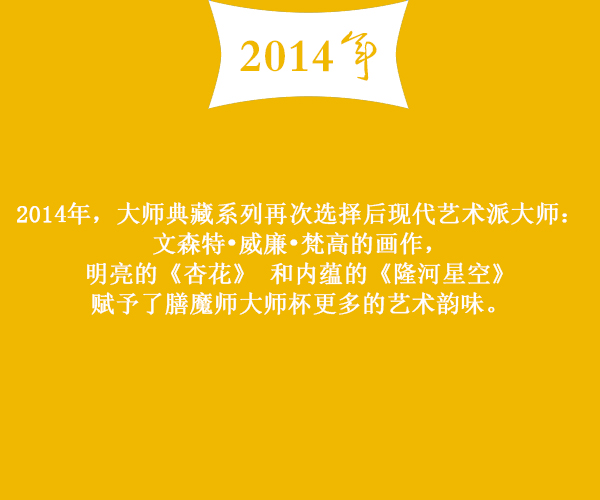 2014年
2014年，大师典藏系列再次选择后现代艺术派大师：
文森特•威廉•梵高的画作，
明亮的《杏花》 和内蕴的《隆河星空》
赋予了膳魔师大师杯更多的艺术韵味。